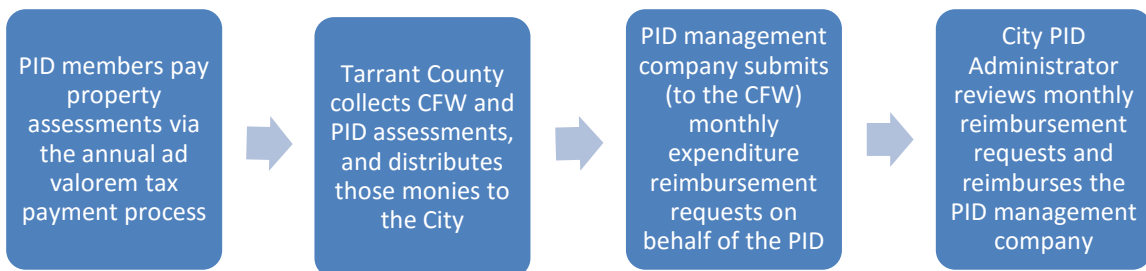 PID members pay
property
assessments via
the annual ad
valorem tax
payment process
Tarrant County
collects CFW and
PID assessments,
and distributes
those monies to
the City
PID management
company submits
(to the CFW)
monthly
expenditure
reimbursement
requests on
behalf of the PID
City PID
Administrator
reviews monthly
reimbursement
requests and
reimburses the
PID management
company